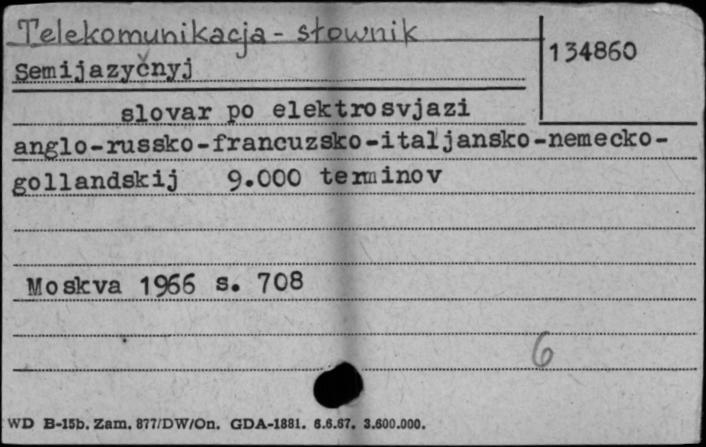 Telekomunikacja - słownik
134860
Semijazyčnyj
slovar po elektrosvjazi
anglo-russko-francuzsko-italjansko-nemecko-
gollandskij 9.000 terminov
Moskva 1966 s. 708
6
WD B-15b. Zam. 877/DW/On. GDA-1881. 6.6.67. 3.600.000.